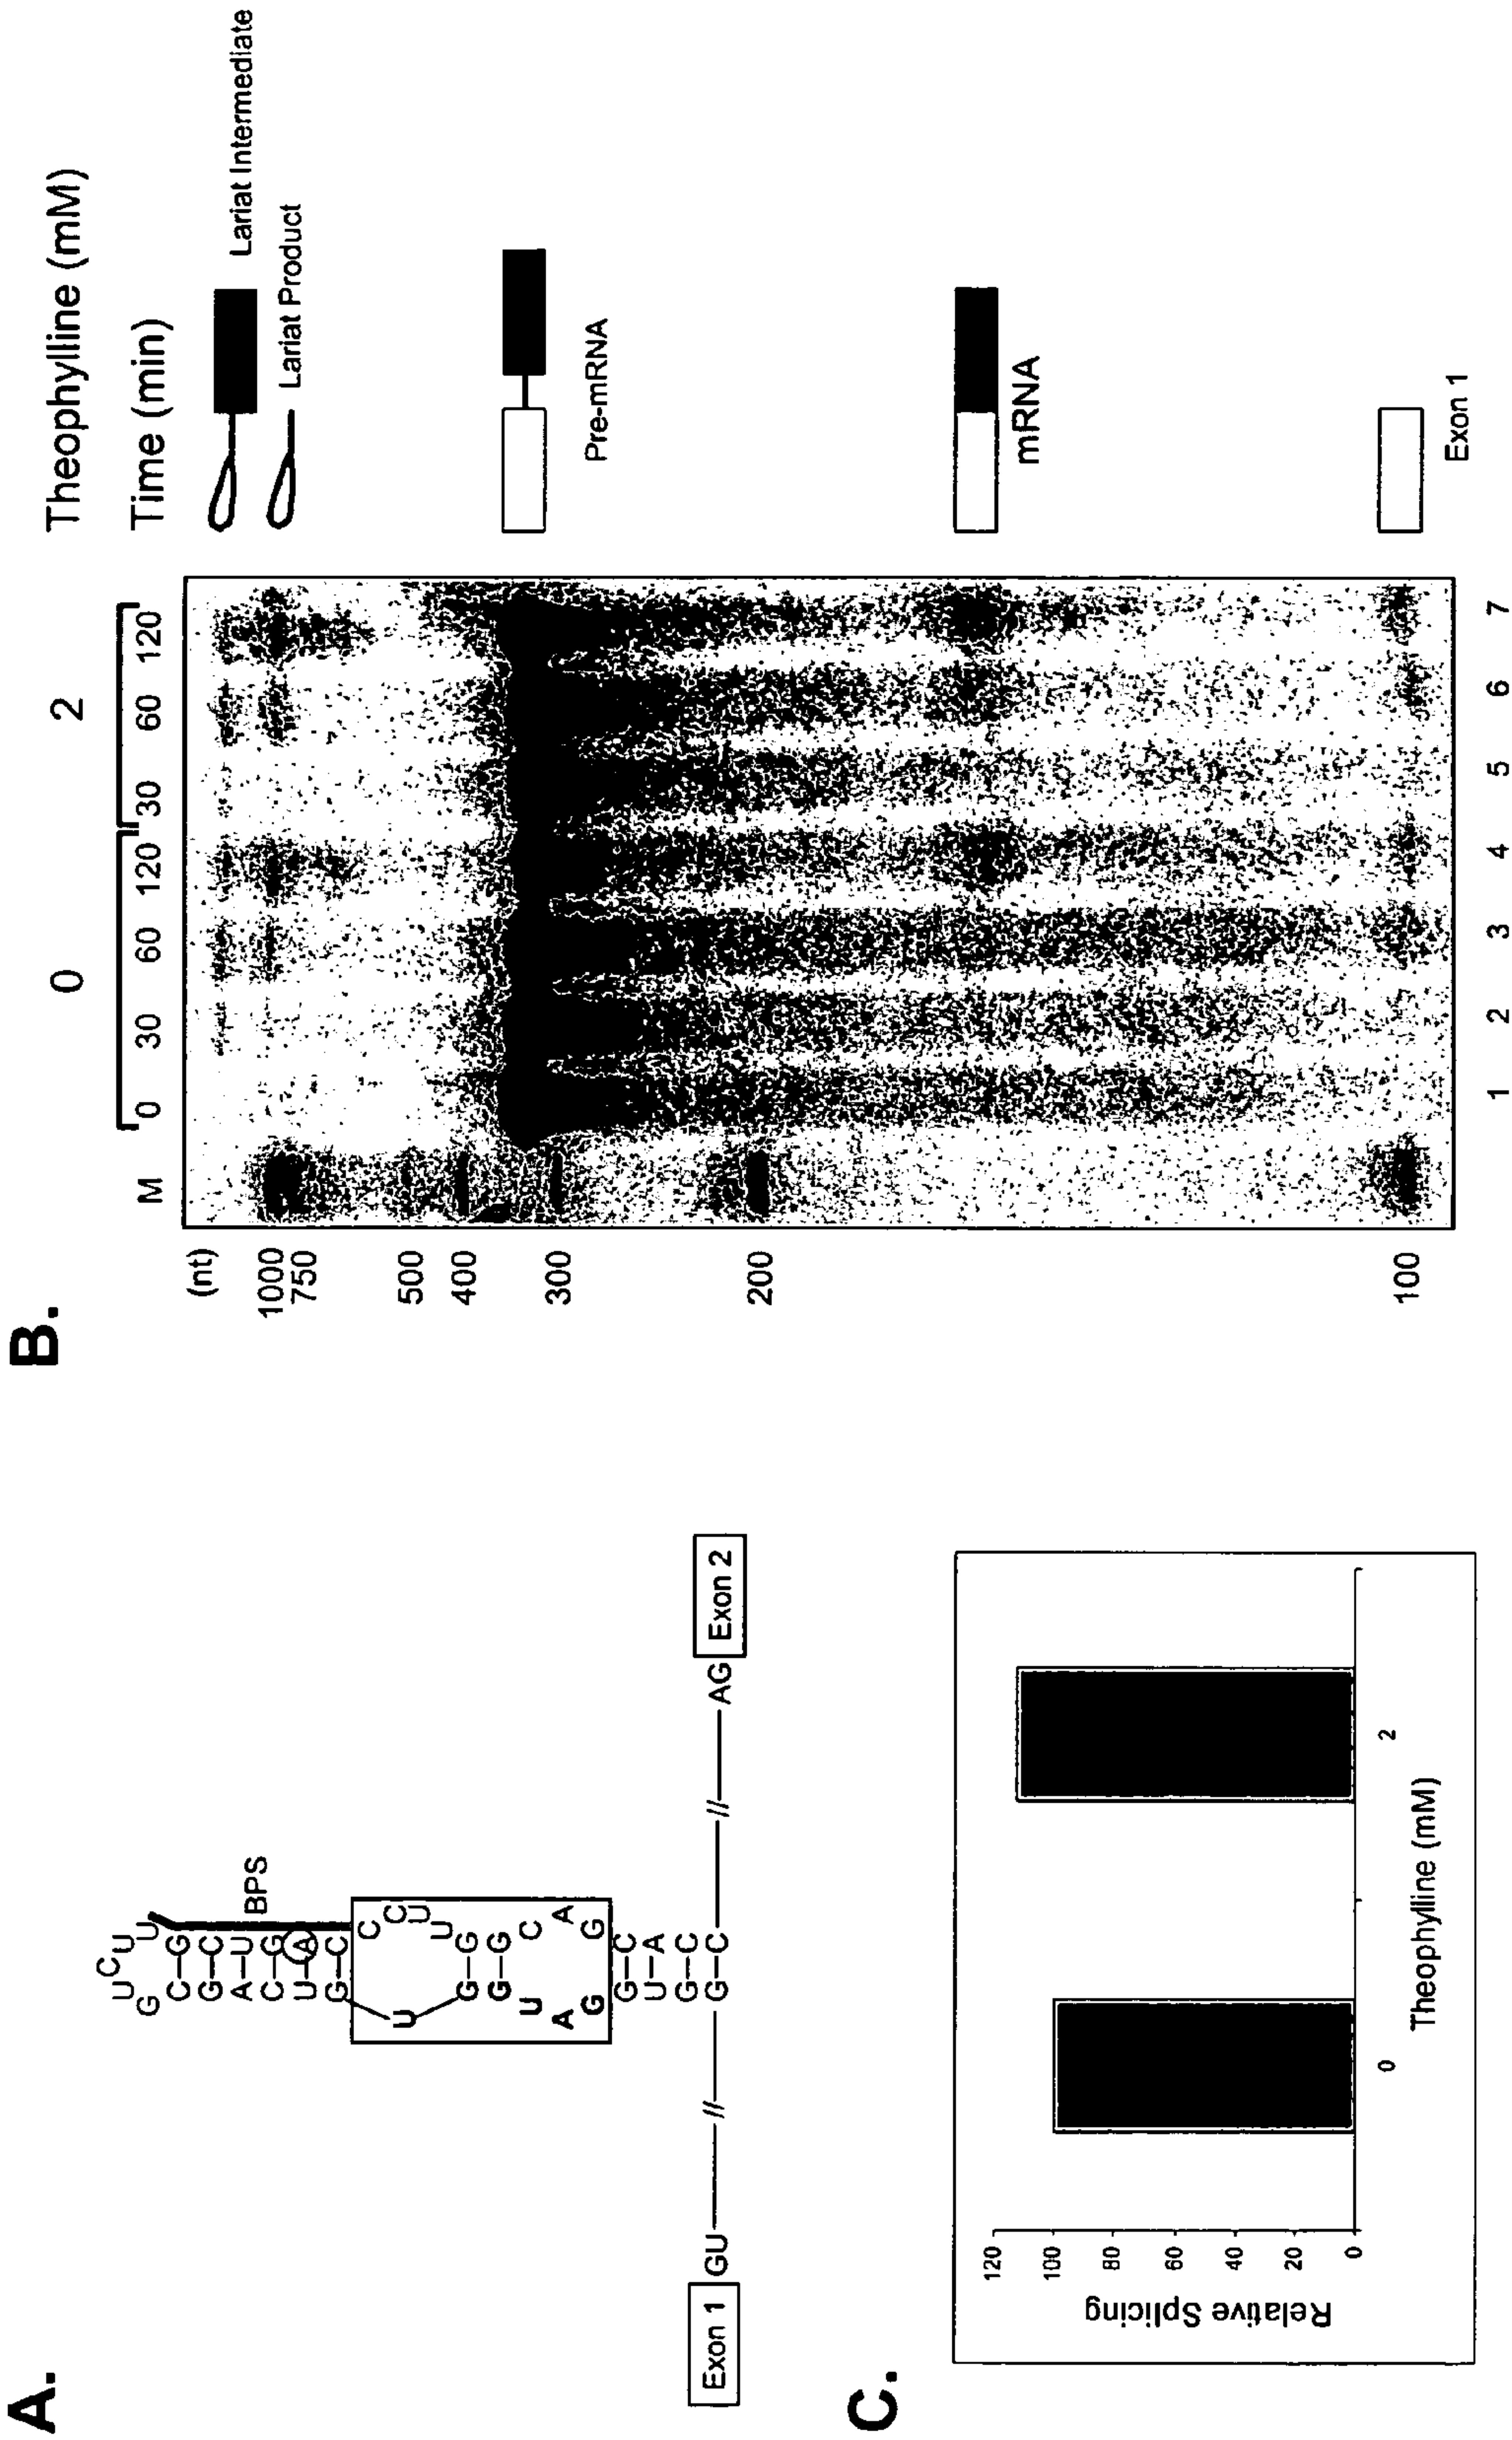 A.
C
U U
G U
C–G
G–C
A–U BPS
C–G
U–A
G–C
C
U C
U
U
G–G
G–G
U C
A A
G G
G–C
U–A
G–C
G–C
Exon 1 GU // // AG Exon 2
B.
0 2 Theophylline (mM)
M 0 30 60 120 30 60 120 Time (min)
(nt)
1000
750
500
400
300
200
100
Lariat Intermediate
Lariat Product
Pre-mRNA
mRNA
Exon 1
1 2 3 4 5 6 7
C.
Relative Splicing
120
100
80
60
40
20
0
0 2
Theophylline (mM)